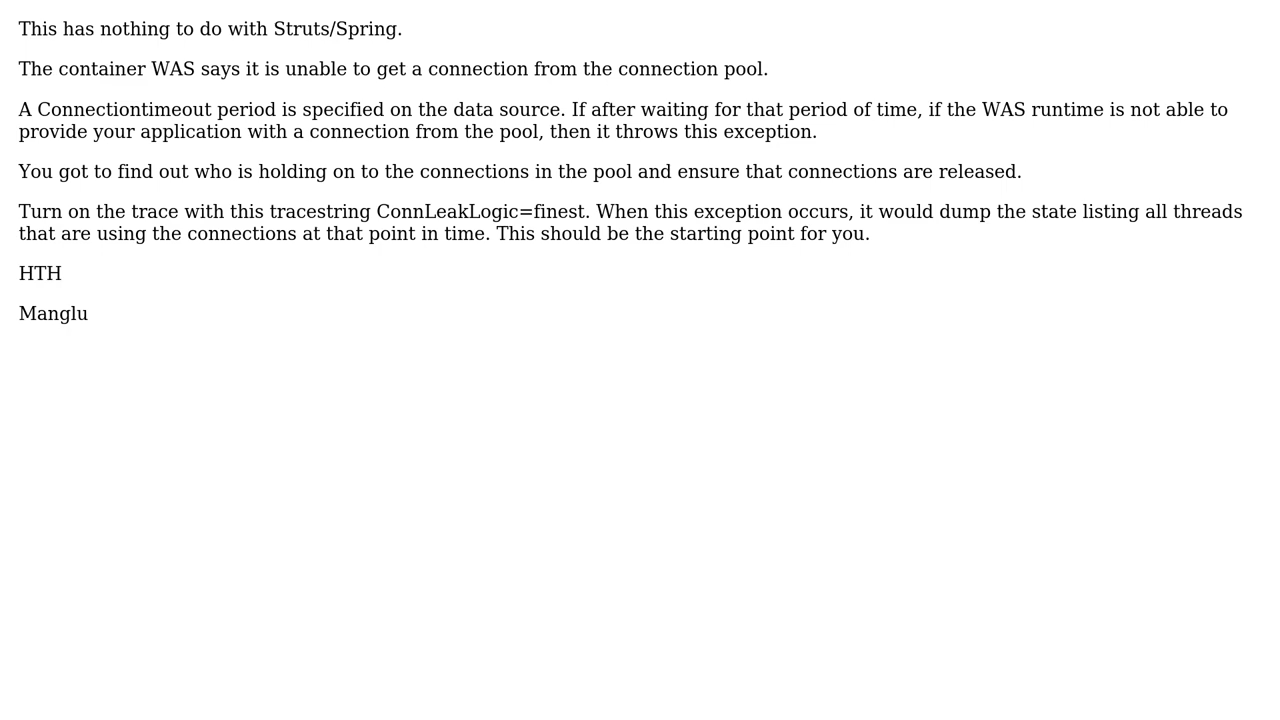 This has nothing to do with Struts/Spring.
The container WAS says it is unable to get a connection from the connection pool.
A Connectiontimeout period is specified on the data source. If after waiting for that period of time, if the WAS runtime is not able to
provide your application with a connection from the pool, then it throws this exception.
You got to find out who is holding on to the connections in the pool and ensure that connections are released.
Turn on the trace with this tracestring ConnLeakLogic=finest. When this exception occurs, it would dump the state listing all threads
that are using the connections at that point in time. This should be the starting point for you.
HTH
Manglu